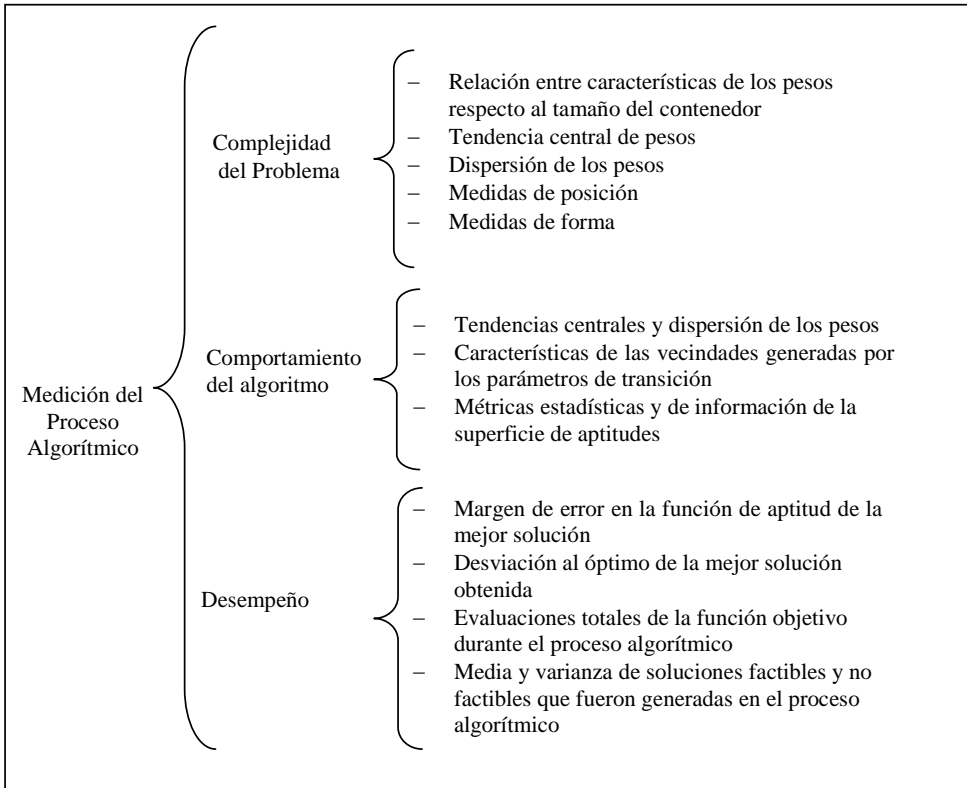 Medición del
Proceso
Algorítmico
Complejidad
del Problema
– Relación entre características de los pesos
respecto al tamaño del contenedor
– Tendencia central de pesos
– Dispersión de los pesos
– Medidas de posición
– Medidas de forma
Comportamiento
del algoritmo
– Tendencias centrales y dispersión de los pesos
– Características de las vecindades generadas por
los parámetros de transición
– Métricas estadísticas y de información de la
superficie de aptitudes
Desempeño
– Margen de error en la función de aptitud de la
mejor solución
– Desviación al óptimo de la mejor solución
obtenida
– Evaluaciones totales de la función objetivo
durante el proceso algorítmico
– Media y varianza de soluciones factibles y no
factibles que fueron generadas en el proceso
algorítmico